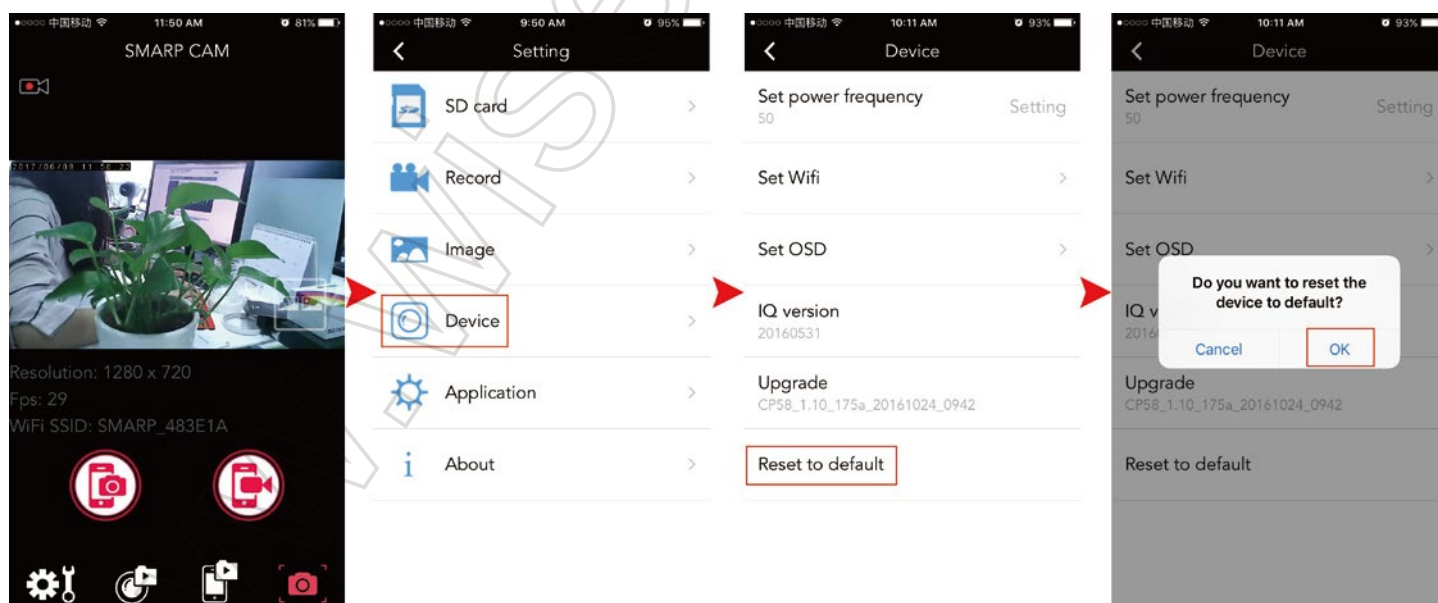 中国移动 11:50 AM 81%
SMARP CAM
2017/06/08 11:50:23
Resolution: 1280 x 720
Fps: 29
WiFi SSID: SMARP_483E1A
中国移动 9:50 AM 95%
Setting
SD card
Record
Image
Device
Application
i About
中国移动 10:11 AM 93%
Device
Set power frequency
50
Setting
Set Wifi
Set OSD
IQ version
20160531
Upgrade
CP58_1.10_175a_20161024_0942
Reset to default
中国移动 10:11 AM 93%
Device
Set power frequency
50
Setting
Set Wifi
Set OSD
Do you want to reset the
device to default?
IQ v
2016
Cancel OK
Upgrade
CP58_1.10_175a_20161024_0942
Reset to default